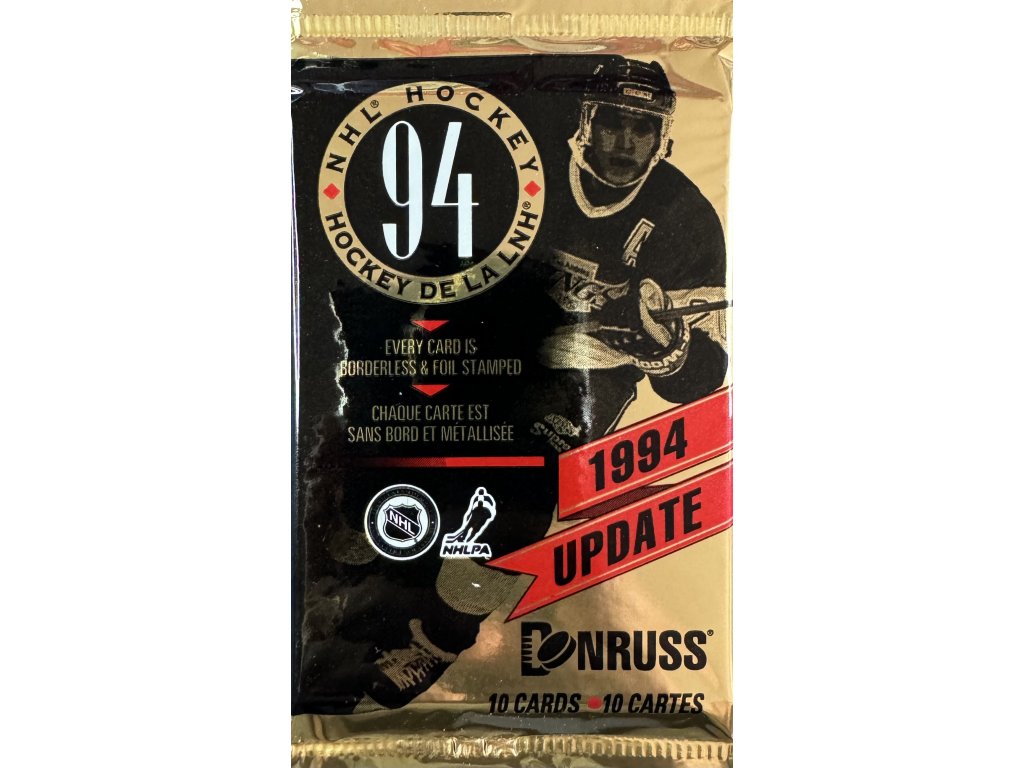 NHL® HOCKEY
94
HOCKEY DE LA LNH®
EVERY CARD IS
BORDERLESS & FOIL STAMPED
CHAQUE CARTE EST
SANS BORD ET MÉTALLISÉE
1994
UPDATE
NHL
NHLPA
DONRUSS®
10 CARDS • 10 CARTES